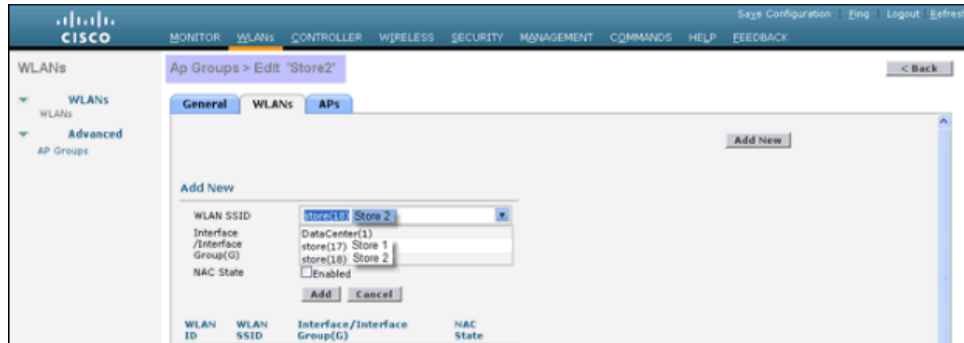 Save Configuration Ping Logout Refresh
CISCO MONITOR WLANs CONTROLLER WIRELESS SECURITY MANAGEMENT COMMANDS HELP FEEDBACK
WLANs
Ap Groups > Edit 'Store2'
< Back
WLANs
WLANs
Advanced
AP Groups
General WLANs APs
Add New
Add New
WLAN SSID store(18) Store 2
Interface /Interface Group(G)
DataCenter(1)
store(17) Store 1
store(18) Store 2
NAC State Enabled
Add Cancel
WLAN ID WLAN SSID Interface/Interface Group(G) NAC State